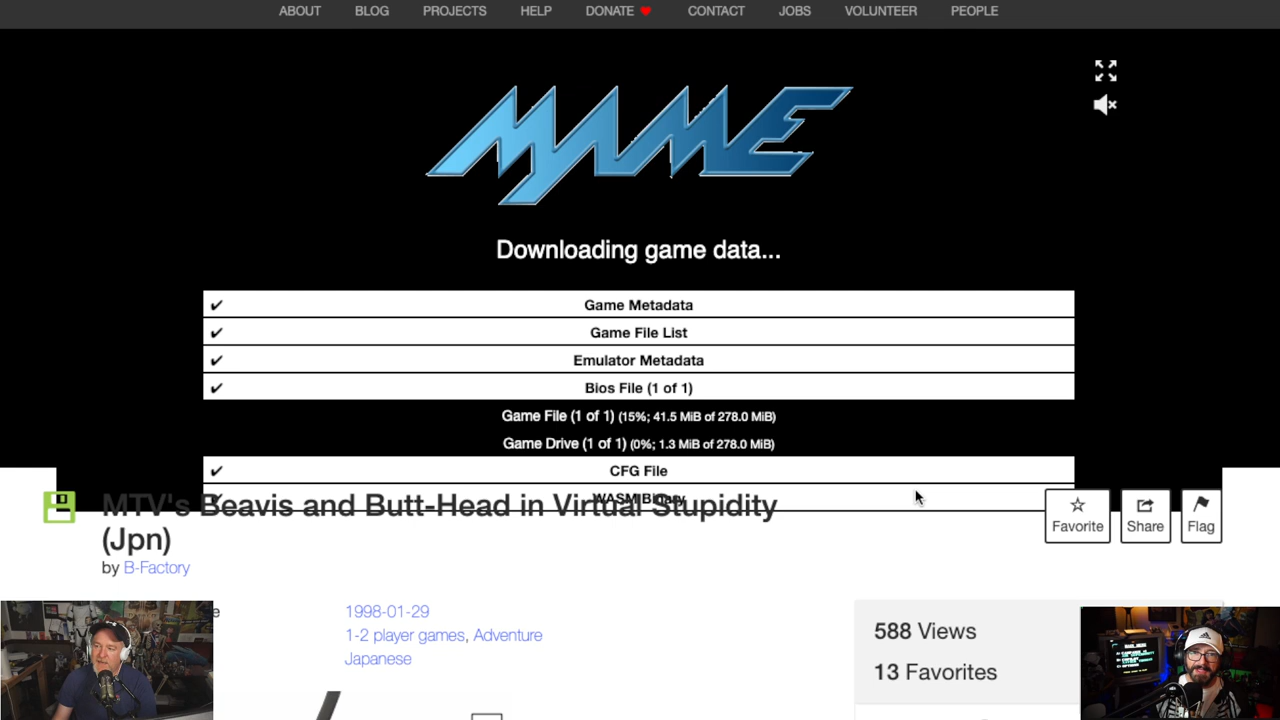 ABOUT BLOG PROJECTS HELP DONATE CONTACT JOBS VOLUNTEER PEOPLE
MAME
Downloading game data...
✔ Game Metadata
✔ Game File List
✔ Emulator Metadata
✔ Bios File (1 of 1)
Game File (1 of 1) (15%; 41.5 MiB of 278.0 MiB)
Game Drive (1 of 1) (0%; 1.3 MiB of 278.0 MiB)
✔ CFG File
WASM Binary
MTV's Beavis and Butt-Head in Virtual Stupidity
(Jpn)
Favorite Share Flag
by B-Factory
e 1998-01-29
1-2 player games, Adventure
Japanese
588 Views
13 Favorites